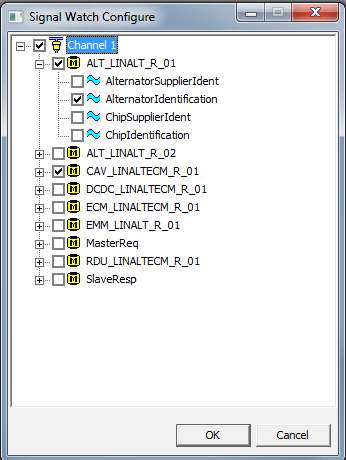 Signal Watch Configure
Channel 1
M ALT_LINALT_R_01
AlternatorSupplierIdent
AlternatorIdentification
ChipSupplierIdent
ChipIdentification
M ALT_LINALT_R_02
M CAV_LINALTECM_R_01
M DCDC_LINALTECM_R_01
M ECM_LINALTECM_R_01
M EMM_LINALT_R_01
M MasterReq
M RDU_LINALTECM_R_01
M SlaveResp
OK Cancel